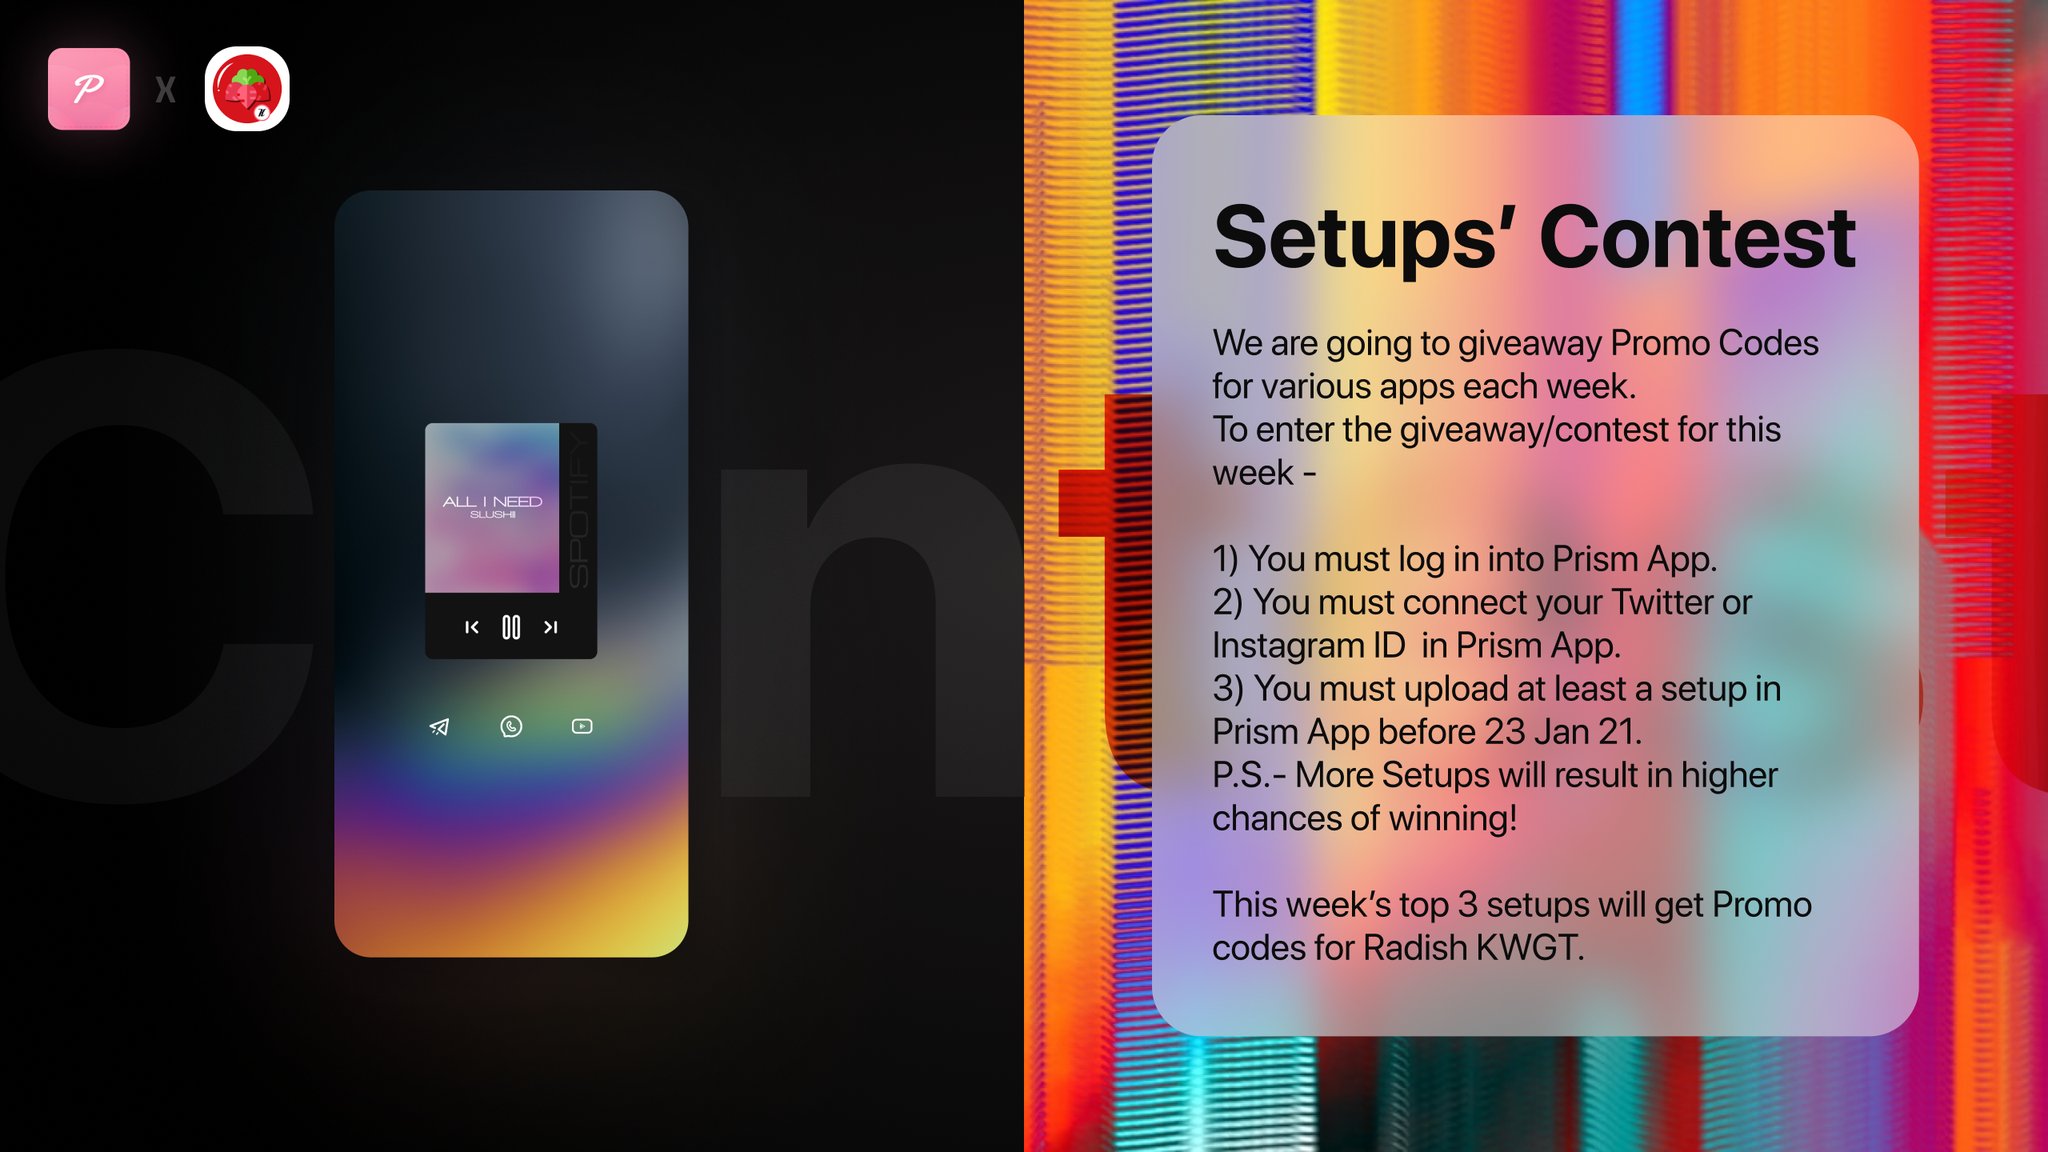 P X
ALL I NEED
SLUSHII
SPOTIFY
Cont
Setups’ Contest
We are going to giveaway Promo Codes
for various apps each week.
To enter the giveaway/contest for this
week -
1) You must log in into Prism App.
2) You must connect your Twitter or
Instagram ID  in Prism App.
3) You must upload at least a setup in
Prism App before 23 Jan 21.
P.S.- More Setups will result in higher
chances of winning!
This week’s top 3 setups will get Promo
codes for Radish KWGT.